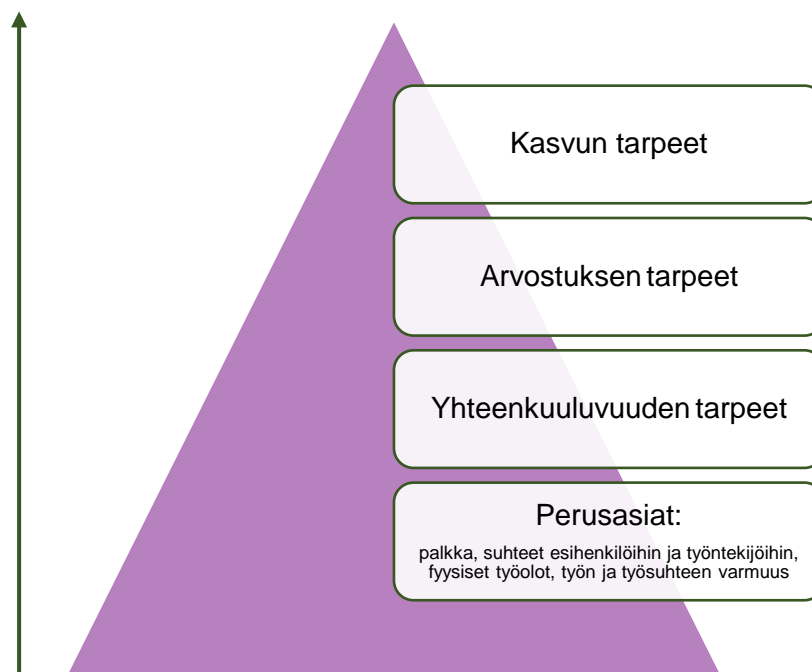 Kasvun tarpeet
Arvostuksen tarpeet
Yhteenkuuluvuuden tarpeet
Perusasiat:
palkka, suhteet esihenkilöihin ja työntekijöihin,
fyysiset työolot, työn ja työsuhteen varmuus